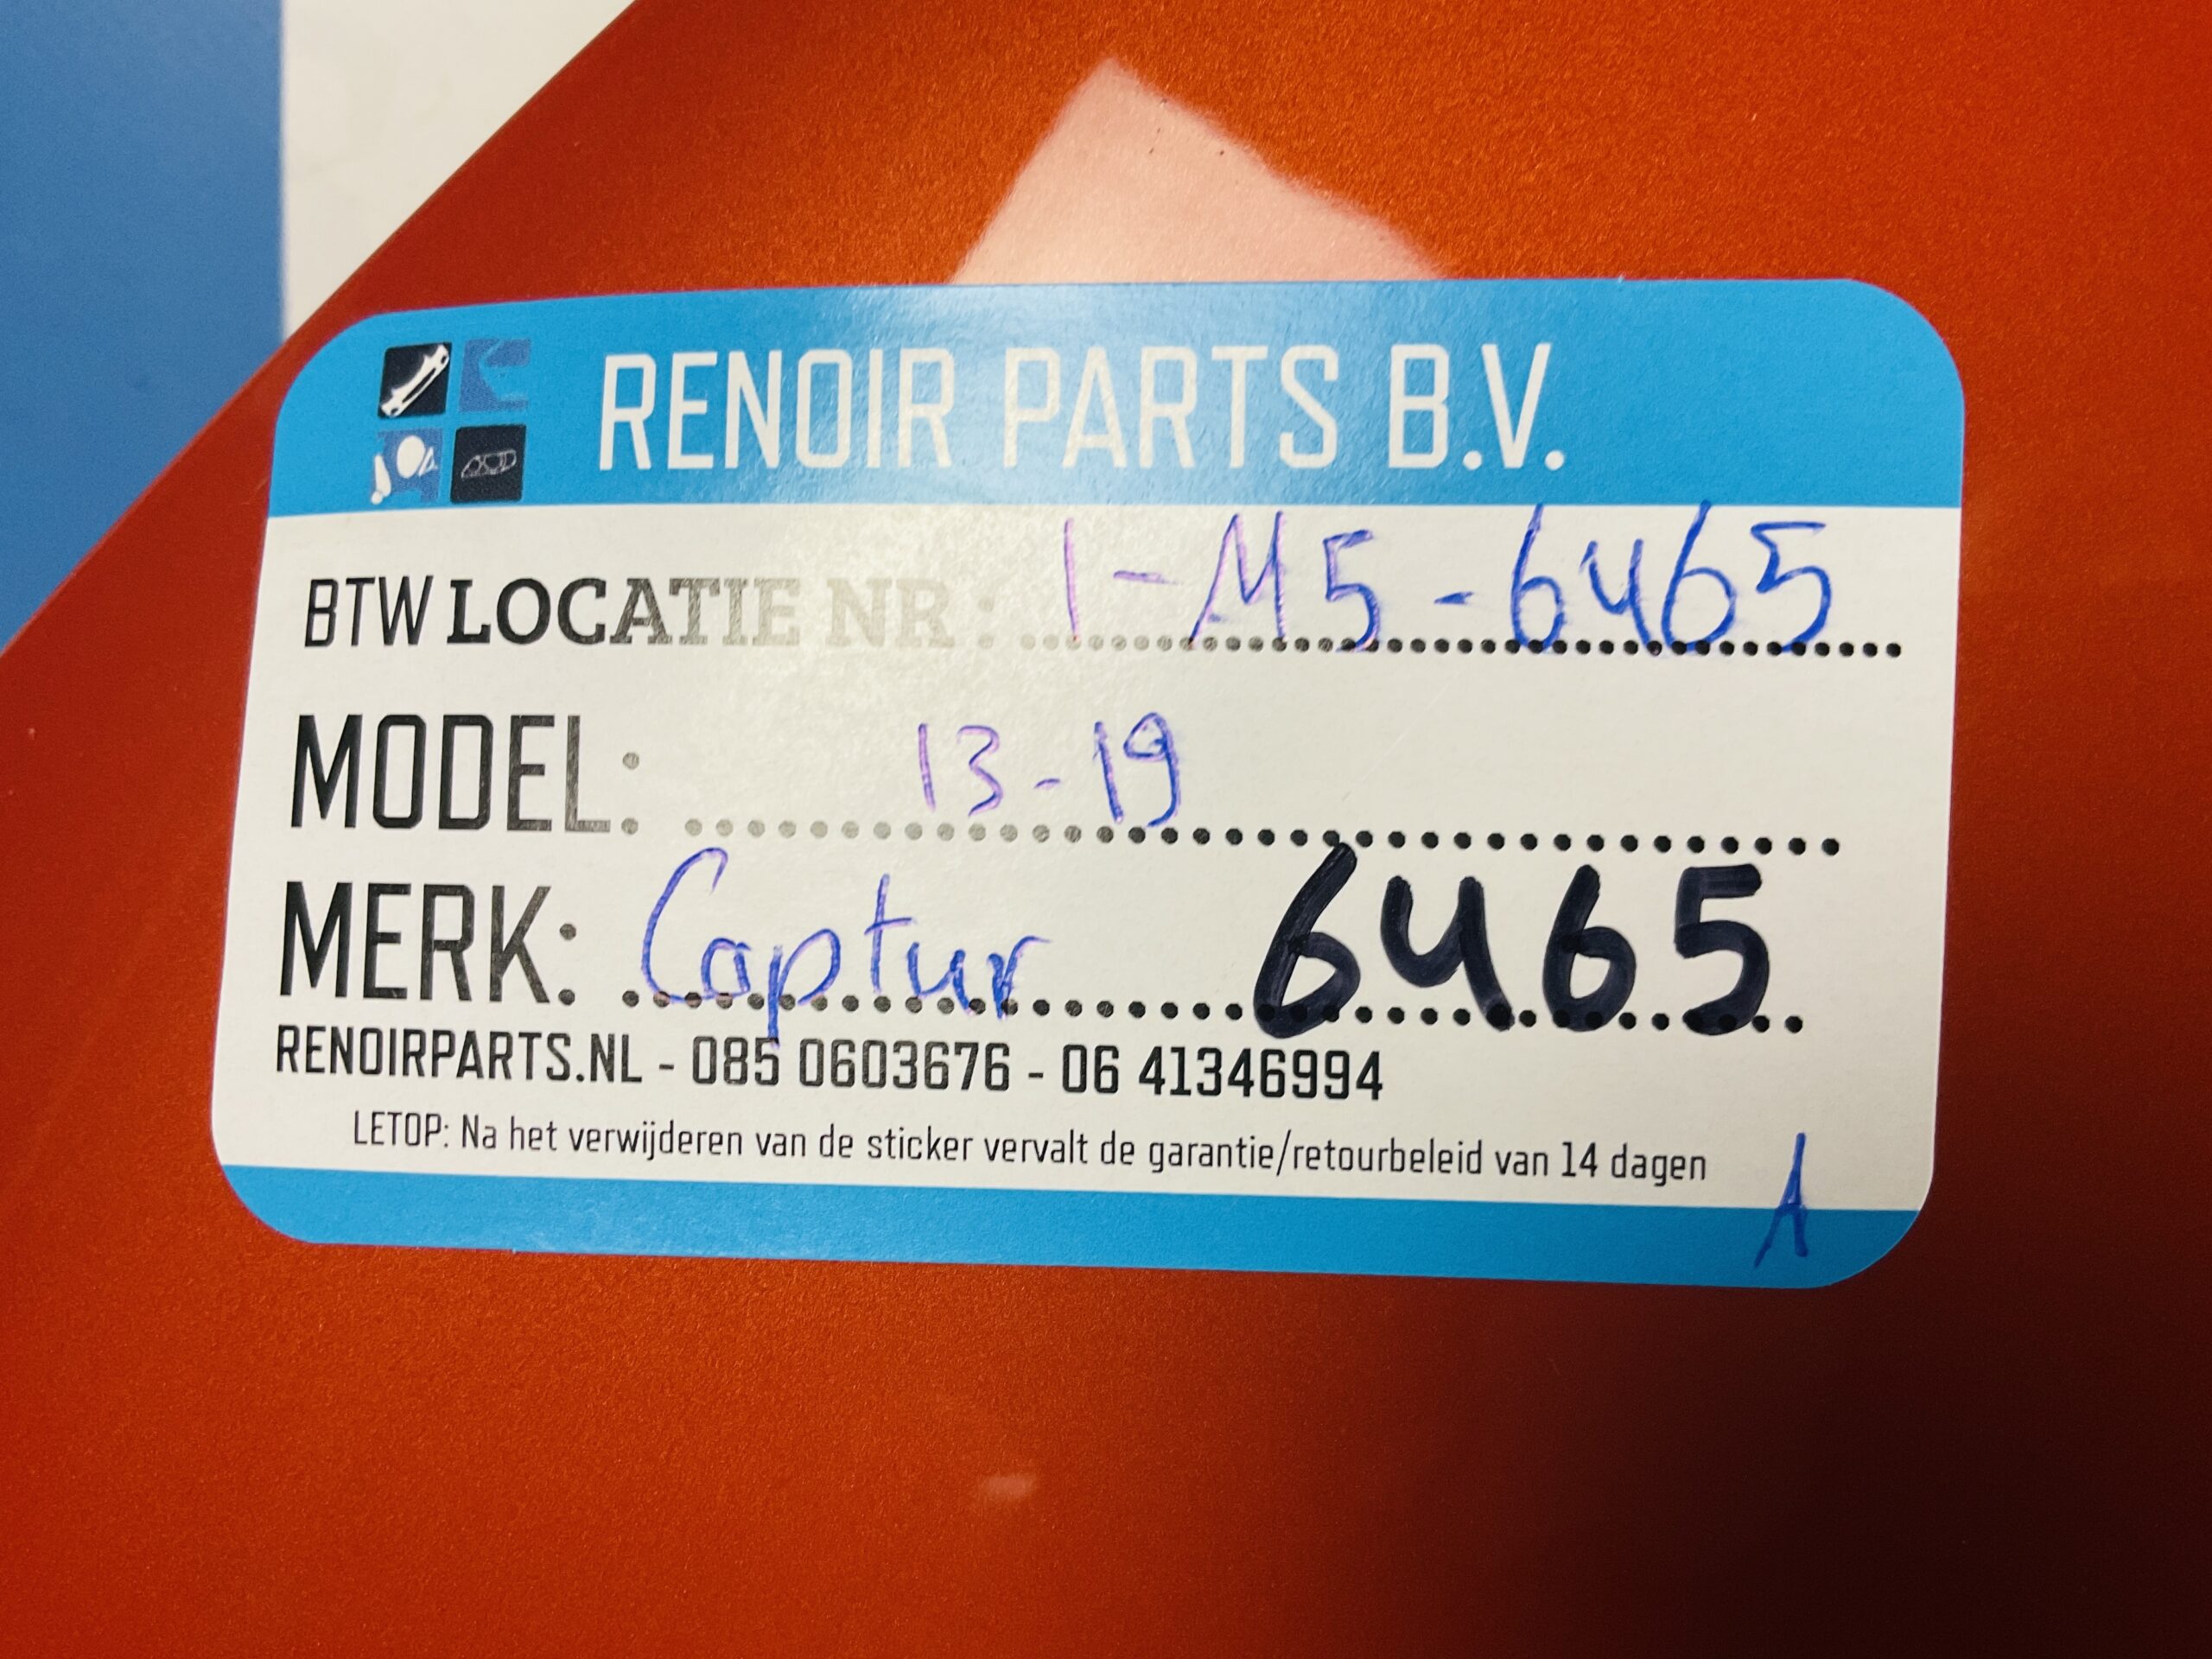 RENOIR PARTS B.V.
BTW LOCATIE NR: 1-M5-6465
MODEL: 13-19
MERK: Captur 6465
RENOIRPARTS.NL - 085 0603676 - 06 41346994
LETOP: Na het verwijderen van de sticker vervalt de garantie/retourbeleid van 14 dagen
A